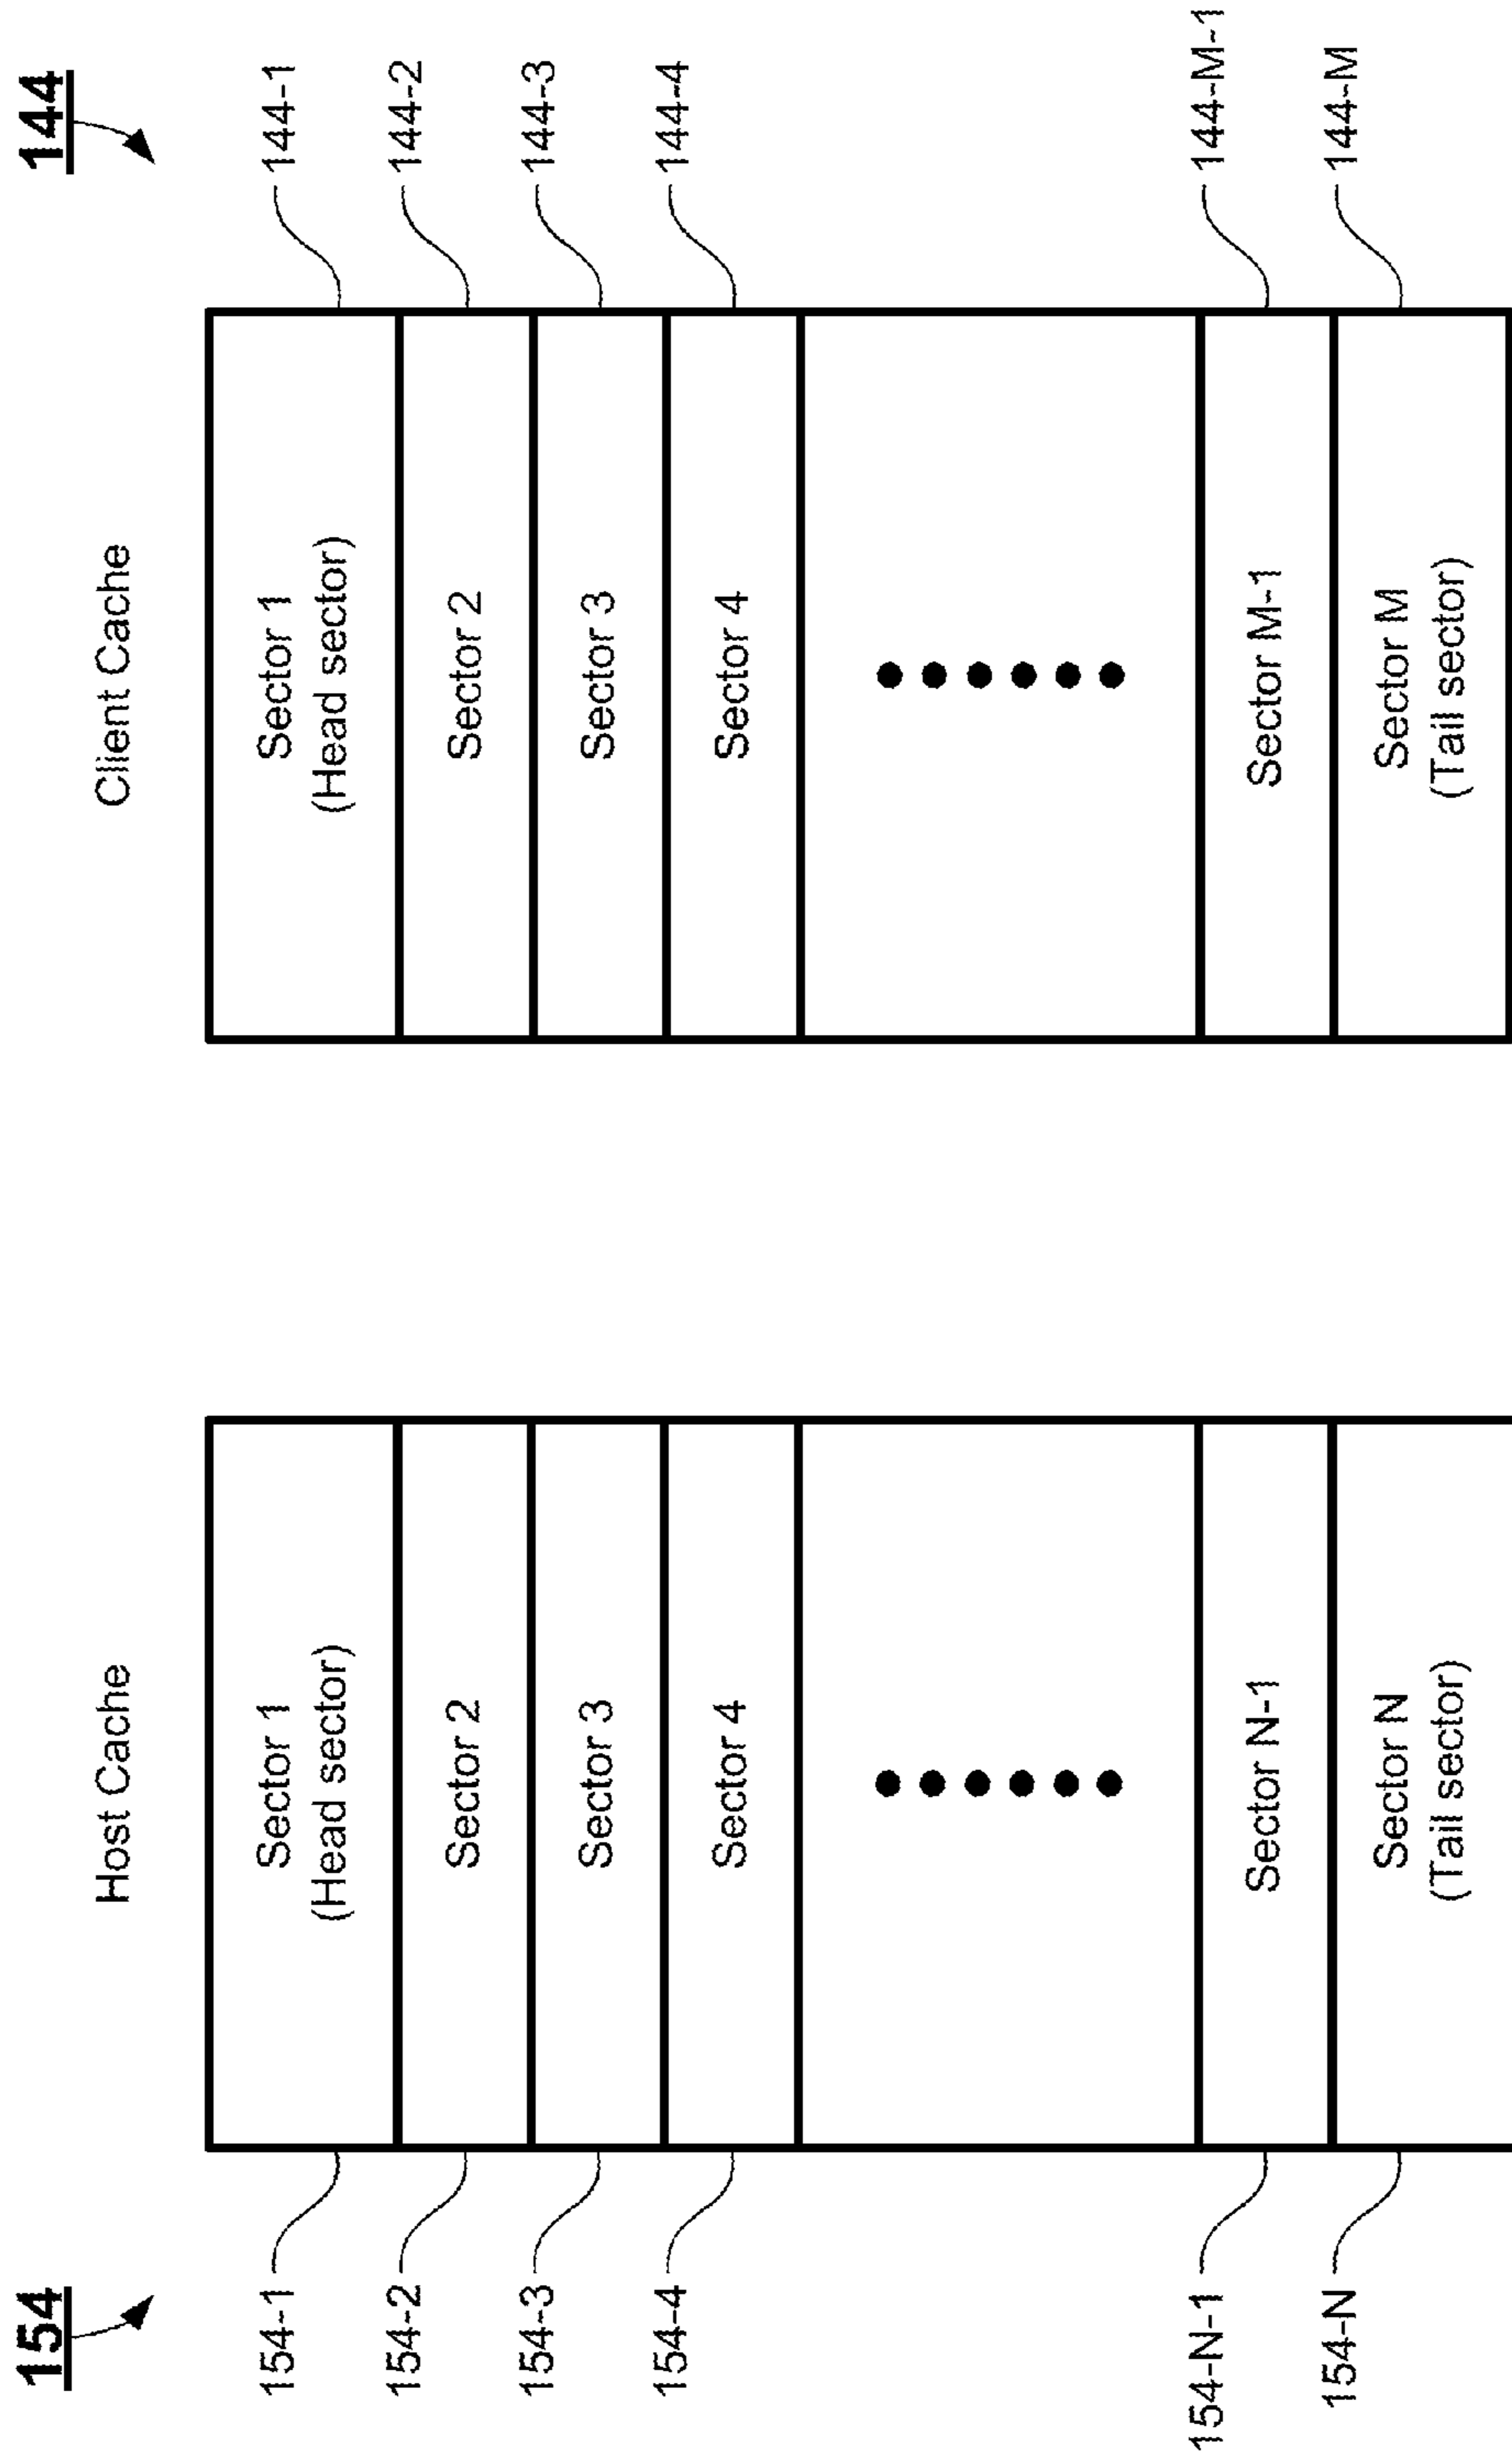 154
Host Cache
154-1
Sector 1
(Head sector)
154-2
Sector 2
154-3
Sector 3
154-4
Sector 4
154-N-1
Sector N-1
154-N
Sector N
(Tail sector)
144
Client Cache
Sector 1
(Head sector)
144-1
Sector 2
144-2
Sector 3
144-3
Sector 4
144-4
Sector M-1
144-M-1
Sector M
(Tail sector)
144-M